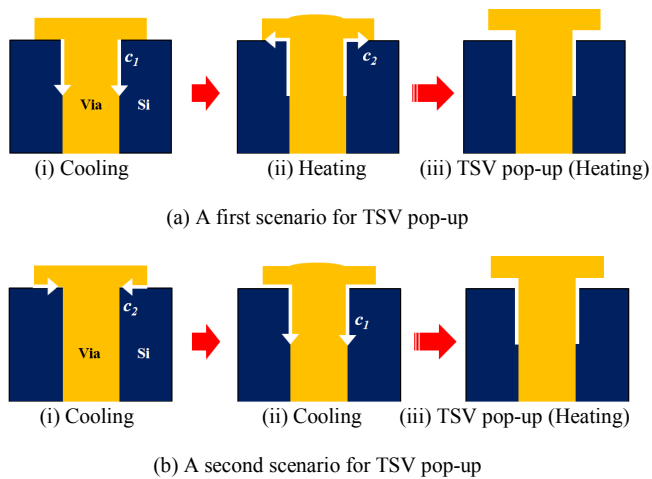 c1
c2
Via
Si
(i) Cooling
(ii) Heating
(iii) TSV pop-up (Heating)
(a) A first scenario for TSV pop-up
c2
c1
Via
Si
(i) Cooling
(ii) Cooling
(iii) TSV pop-up (Heating)
(b) A second scenario for TSV pop-up